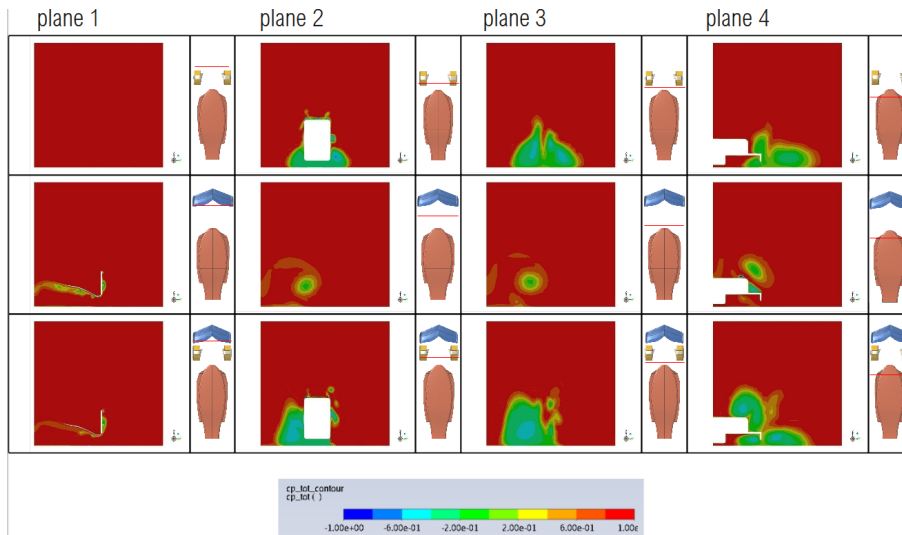 plane 1 plane 2 plane 3 plane 4
cp_tot_contour
cp_tot ( )
-1.00e+00 -6.00e-01 -2.00e-01 2.00e-01 6.00e-01 1.00e